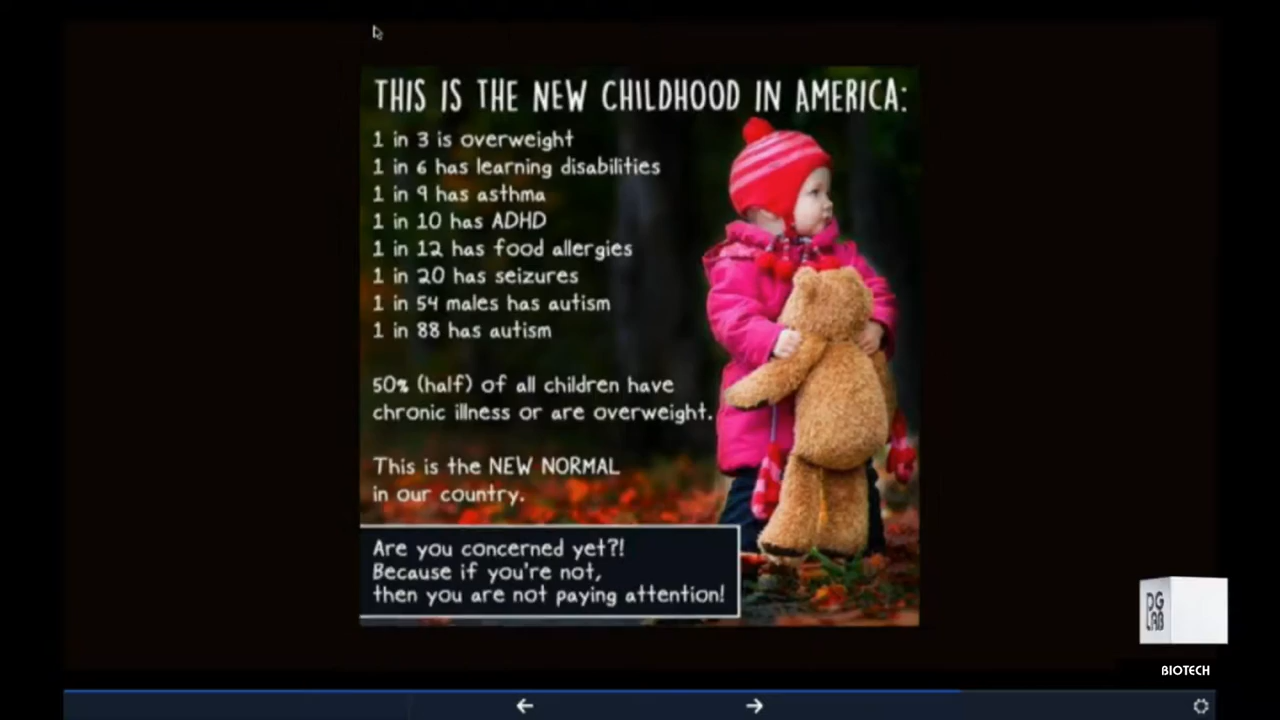 THIS IS THE NEW CHILDHOOD IN AMERICA:
1 in 3 is overweight
1 in 6 has learning disabilities
1 in 9 has asthma
1 in 10 has ADHD
1 in 12 has food allergies
1 in 20 has seizures
1 in 54 males has autism
1 in 88 has autism
50% (half) of all children have
chronic illness or are overweight.
This is the NEW NORMAL
in our country.
Are you concerned yet?!
Because if you're not,
then you are not paying attention!
DG
LAB
BIOTECH